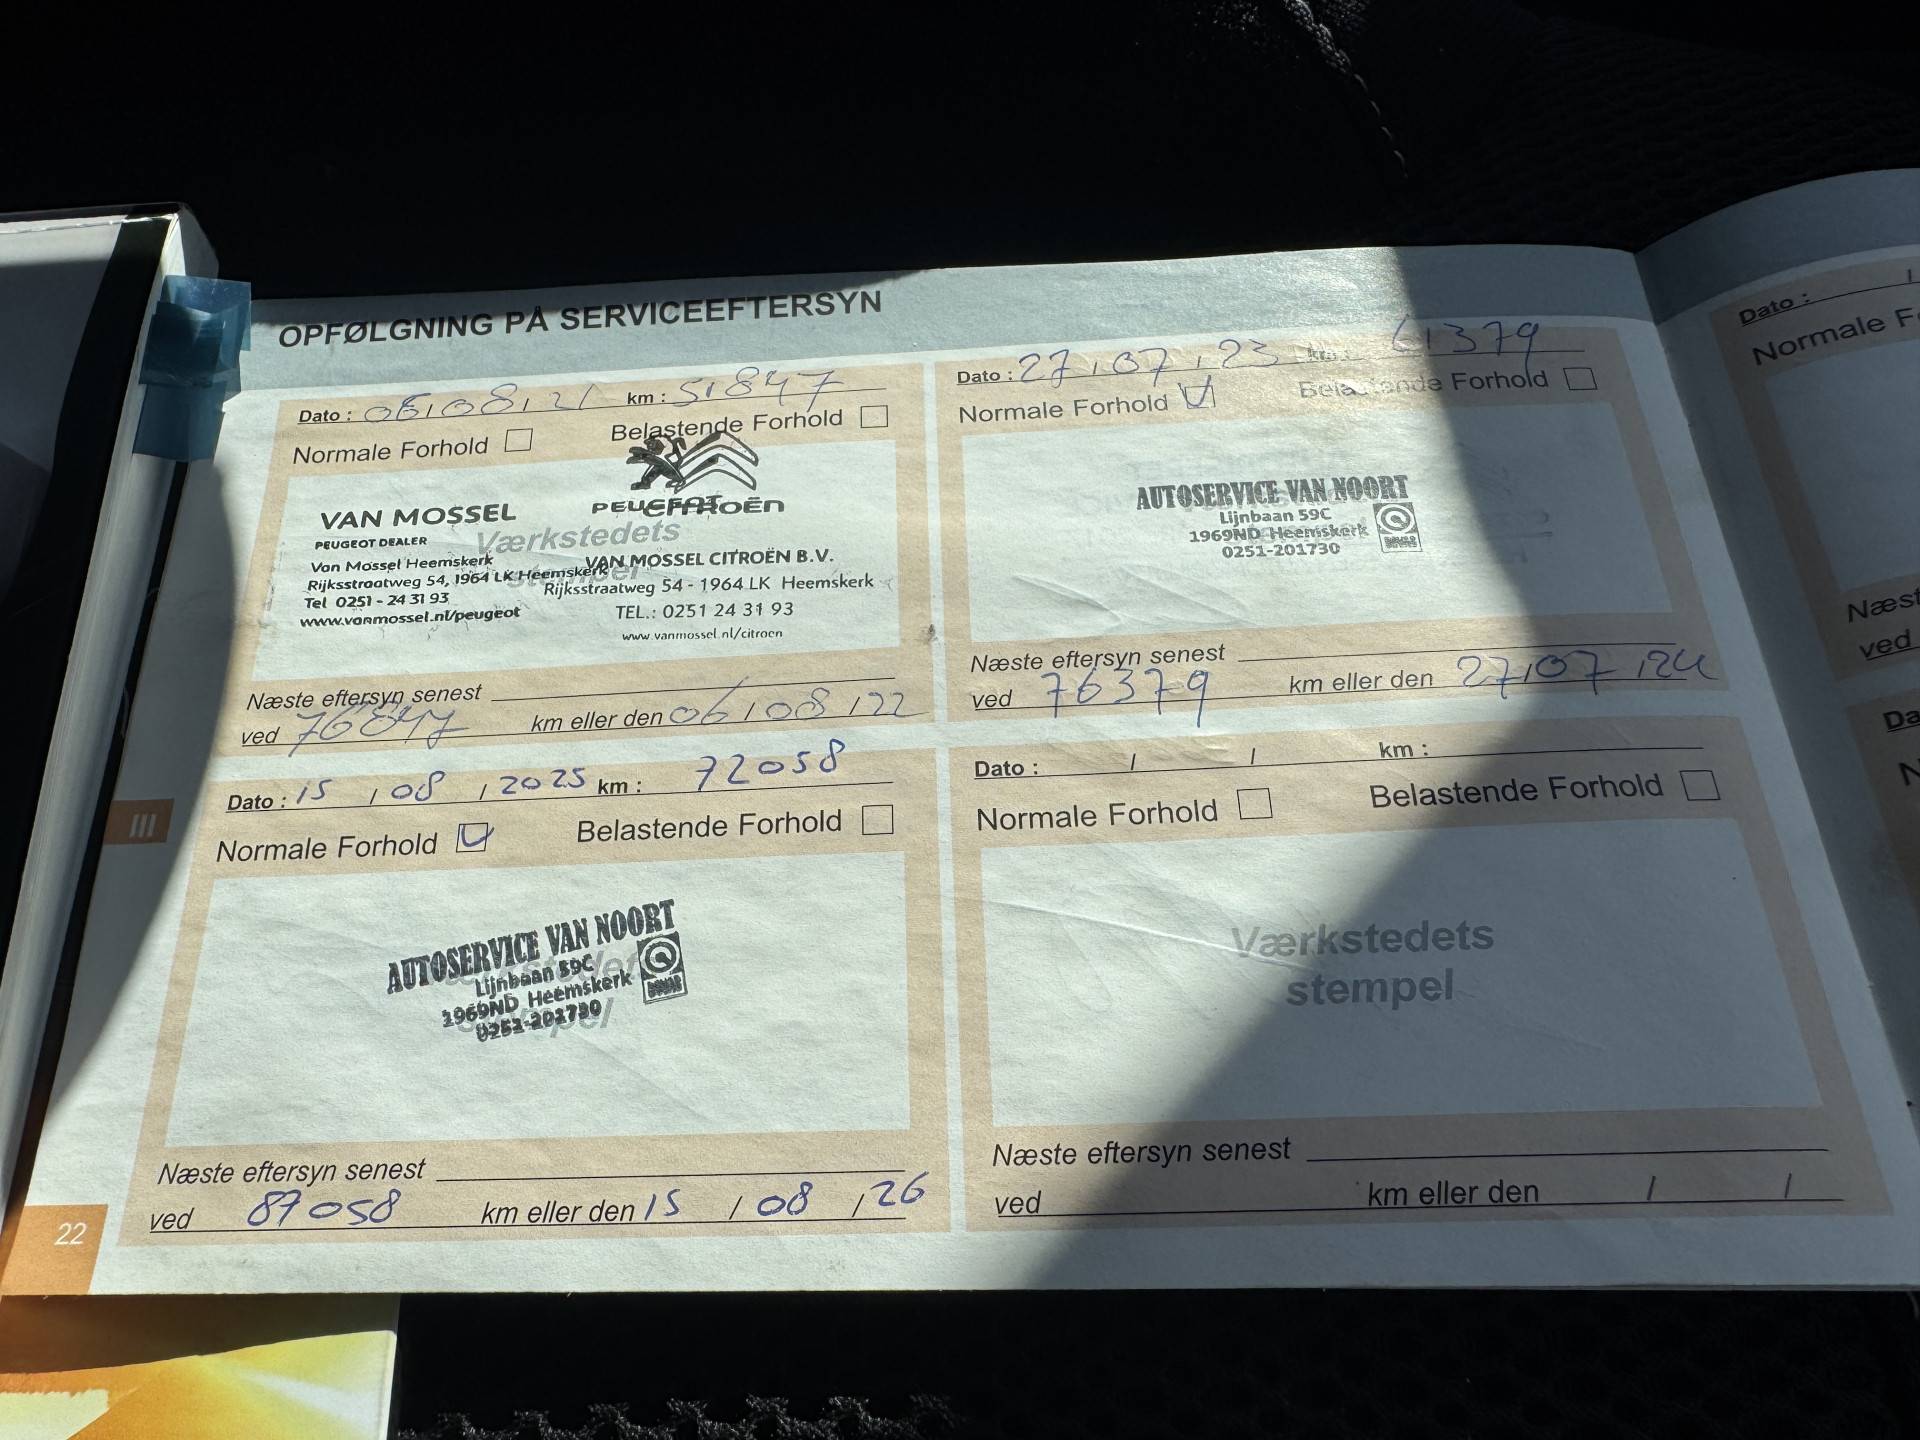 OPFØLGNING PÅ SERVICEEFTERSYN
Dato : 06 / 08 / 21 km : 51847
Normale Forhold Belastende Forhold
VAN MOSSEL
PEUGEOT DEALER
Van Mossel Heemskerk
Rijksstraatweg 54, 1964 LK Heemskerk
Tel 0251 - 24 31 93
www.vanmossel.nl/peugeot
PEUGEOT
CITROËN
Værkstedets
stempel
VAN MOSSEL CITROËN B.V.
Rijksstraatweg 54 - 1964 LK Heemskerk
TEL.: 0251 24 31 93
www.vanmossel.nl/citroen
Næste eftersyn senest
ved 76847 km eller den 06 / 08 / 22
Dato : 27 / 07 / 23 km : 61379
Normale Forhold Belastende Forhold
AUTOSERVICE VAN NOORT
Lijnbaan 59C
1969ND Heemskerk
0251-201730
BOVAG
Næste eftersyn senest
ved 76379 km eller den 27 / 07 / 24
Dato : 15 / 08 / 2025 km : 72058
Normale Forhold Belastende Forhold
AUTOSERVICE VAN NOORT
Lijnbaan 59C
1969ND Heemskerk
0251-201730
BOVAG
Næste eftersyn senest
ved 87058 km eller den 15 / 08 / 26
Dato : / / km :
Normale Forhold Belastende Forhold
Værkstedets
stempel
Næste eftersyn senest
ved km eller den / /
III
22
Dato : /
Normale F
Næst
ved
Da
N